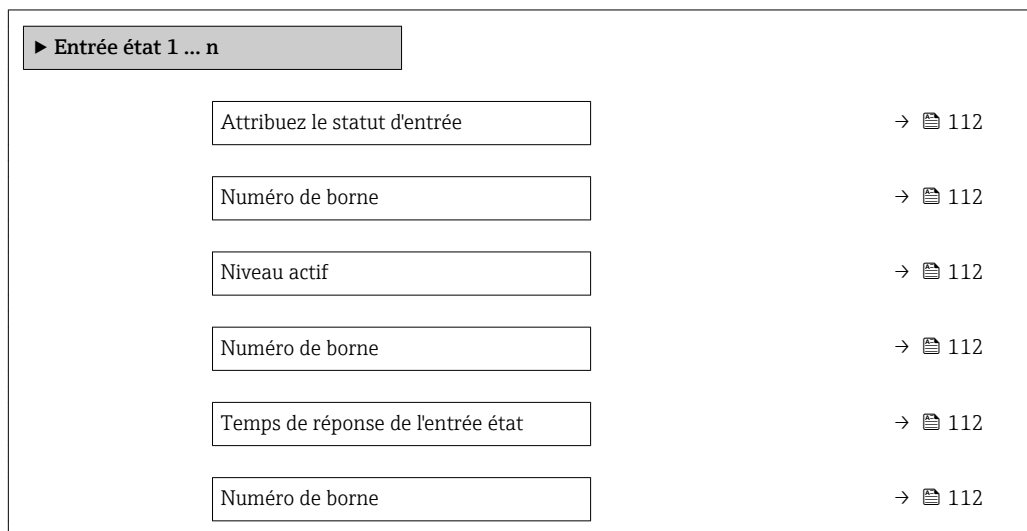 ▶ Entrée état 1 ... n
Attribuez le statut d'entrée → 112
Numéro de borne → 112
Niveau actif → 112
Numéro de borne → 112
Temps de réponse de l'entrée état → 112
Numéro de borne → 112